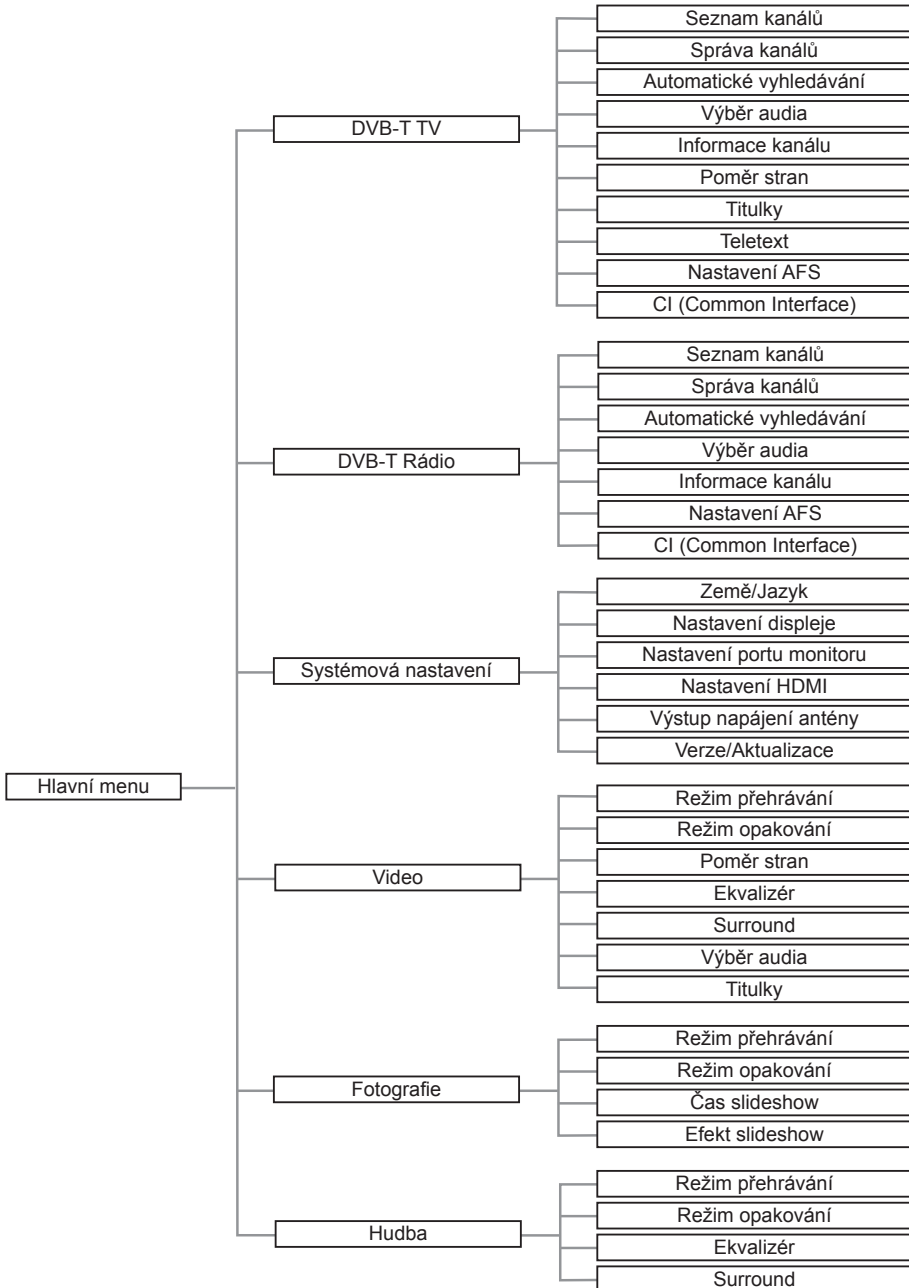 Hlavní menu
DVB-T TV
Seznam kanálů
Správa kanálů
Automatické vyhledávání
Výběr audia
Informace kanálu
Poměr stran
Titulky
Teletext
Nastavení AFS
CI (Common Interface)
DVB-T Rádio
Seznam kanálů
Správa kanálů
Automatické vyhledávání
Výběr audia
Informace kanálu
Nastavení AFS
CI (Common Interface)
Systémová nastavení
Země/Jazyk
Nastavení displeje
Nastavení portu monitoru
Nastavení HDMI
Výstup napájení antény
Verze/Aktualizace
Video
Režim přehrávání
Režim opakování
Poměr stran
Ekvalizér
Surround
Výběr audia
Titulky
Fotografie
Režim přehrávání
Režim opakování
Čas slideshow
Efekt slideshow
Hudba
Režim přehrávání
Režim opakování
Ekvalizér
Surround